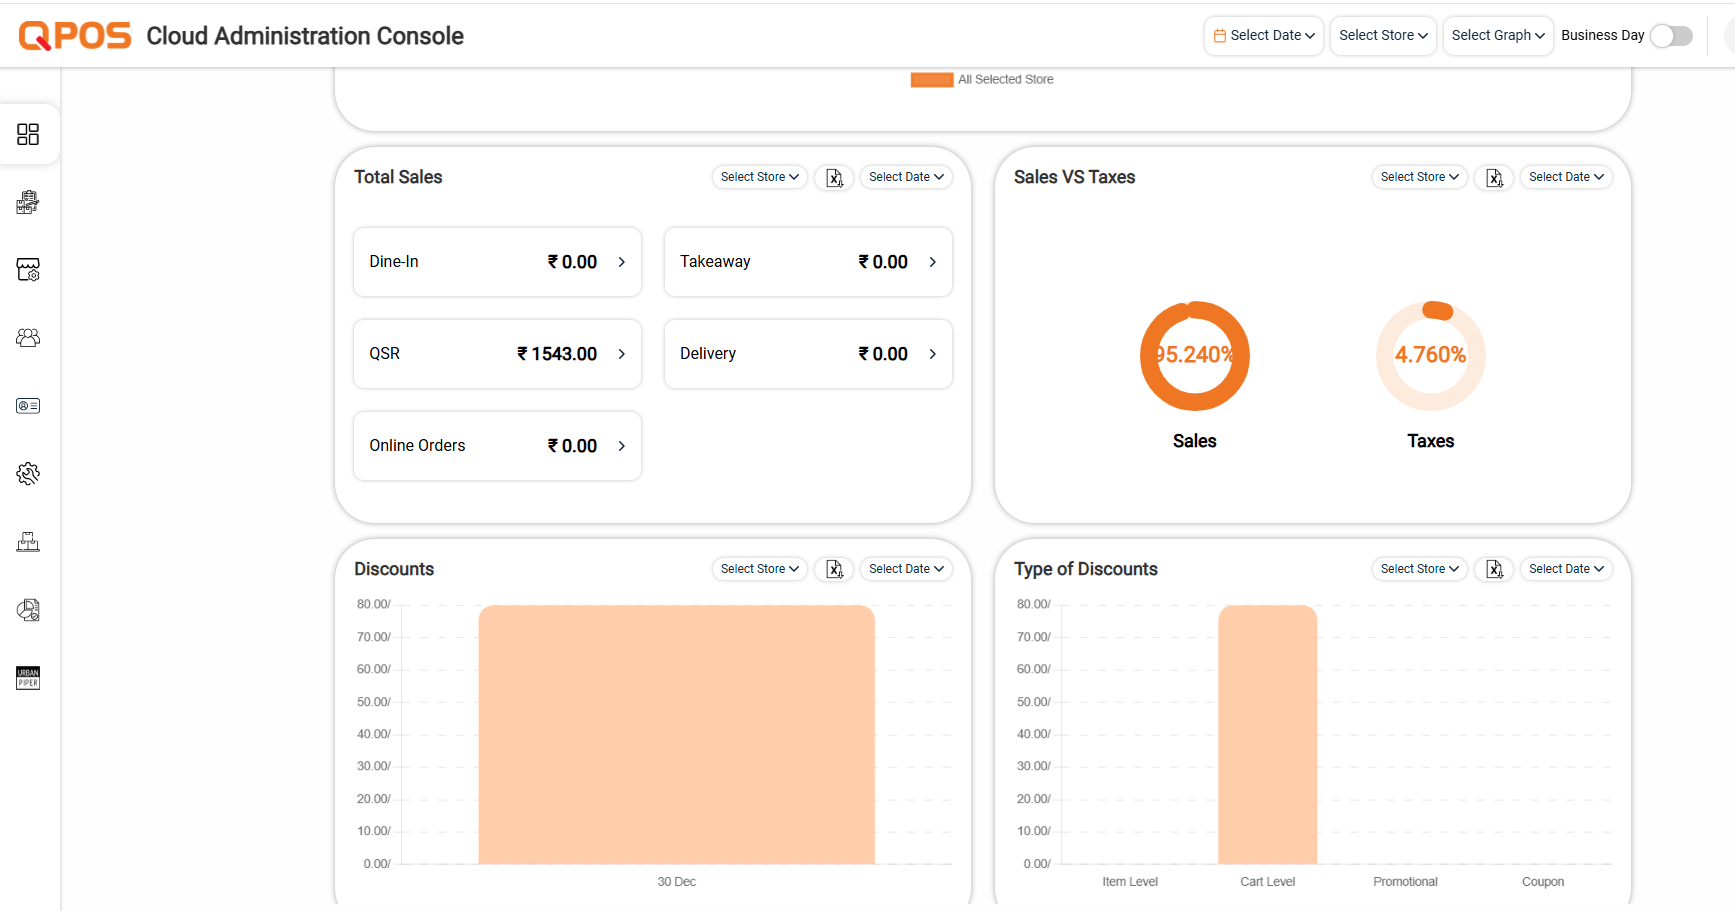 QPOS Cloud Administration Console Select Date Select Store Select Graph Business Day
All Selected Store
Total Sales Select Store Select Date
Dine-In ₹ 0.00 Takeaway ₹ 0.00
QSR ₹ 1543.00 Delivery ₹ 0.00
Online Orders ₹ 0.00
Sales VS Taxes Select Store Select Date
95.240% 4.760%
Sales Taxes
Discounts Select Store Select Date
80.00/
70.00/
60.00/
50.00/
40.00/
30.00/
20.00/
10.00/
0.00/
30 Dec
Type of Discounts Select Store Select Date
80.00/
70.00/
60.00/
50.00/
40.00/
30.00/
20.00/
10.00/
0.00/
Item Level Cart Level Promotional Coupon
URBAN
PIPER